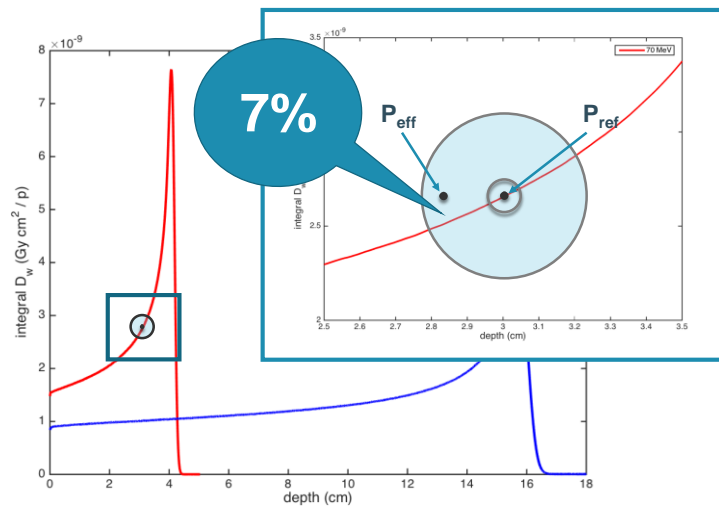 ×10⁻⁹
8
7
6
5
4
3
2
1
0
integral D_w (Gy cm² / p)
0 2 4 6 8 10 12 14 16 18
depth (cm)
7%
×10⁻⁹
3.5
2.5
2
integral D_w
70 MeV
P_eff
P_ref
2.5 2.6 2.7 2.8 2.9 3 3.1 3.2 3.3 3.4 3.5
depth (cm)